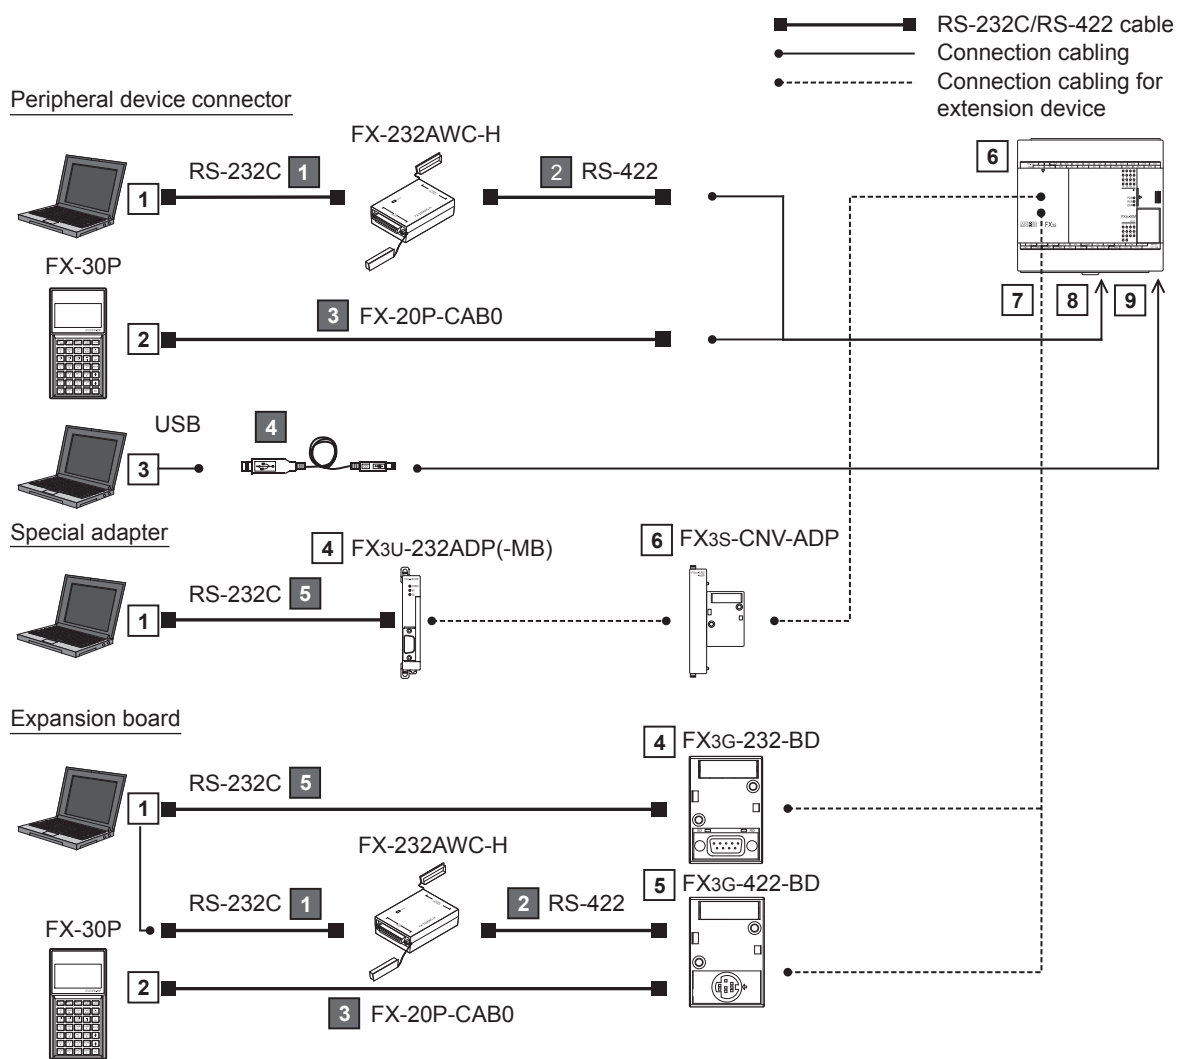 RS-232C/RS-422 cable
Connection cabling
Connection cabling for
extension device
Peripheral device connector
FX-232AWC-H
6
1 RS-232C 1 2 RS-422
FX-30P
7 8 9
3 FX-20P-CAB0
2
USB 4
3
Special adapter
4 FX3U-232ADP(-MB) 6 FX3S-CNV-ADP
RS-232C 5
1
Expansion board
4 FX3G-232-BD
RS-232C 5
1
FX-232AWC-H
5 FX3G-422-BD
RS-232C 1 2 RS-422
FX-30P
2
3 FX-20P-CAB0